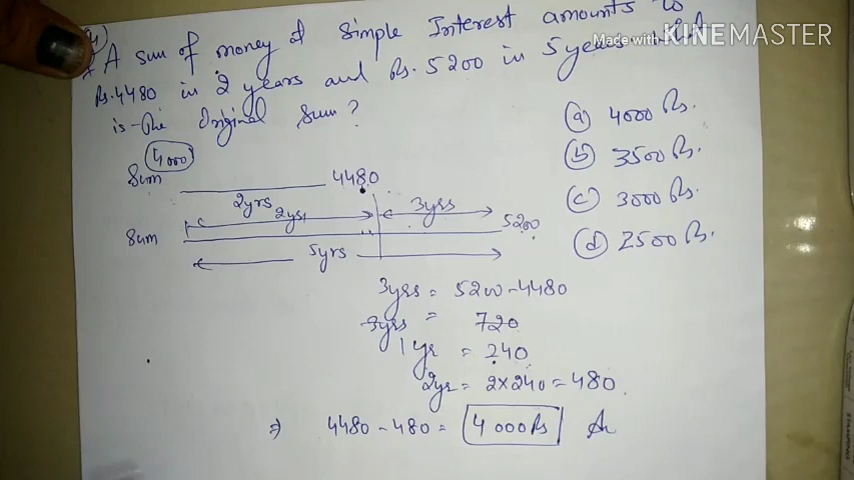 A sum of money at Simple Interest amounts to
Rs.4480 in 2 years and Rs. 5200 in 5 years.
is the Original Sum?
Made with KINEMASTER
(a) 4000 Rs.
(b) 3500 Rs.
(c) 3000 Rs.
(d) 2500 Rs.
4000
Sum 4480
2yrs
2yrs 3yrs
Sum 5200
5yrs
3yrs = 5200-4480
3yrs = 720
1yr = 240
2yr = 2×240=480
⇒ 4480-480= 4000Rs